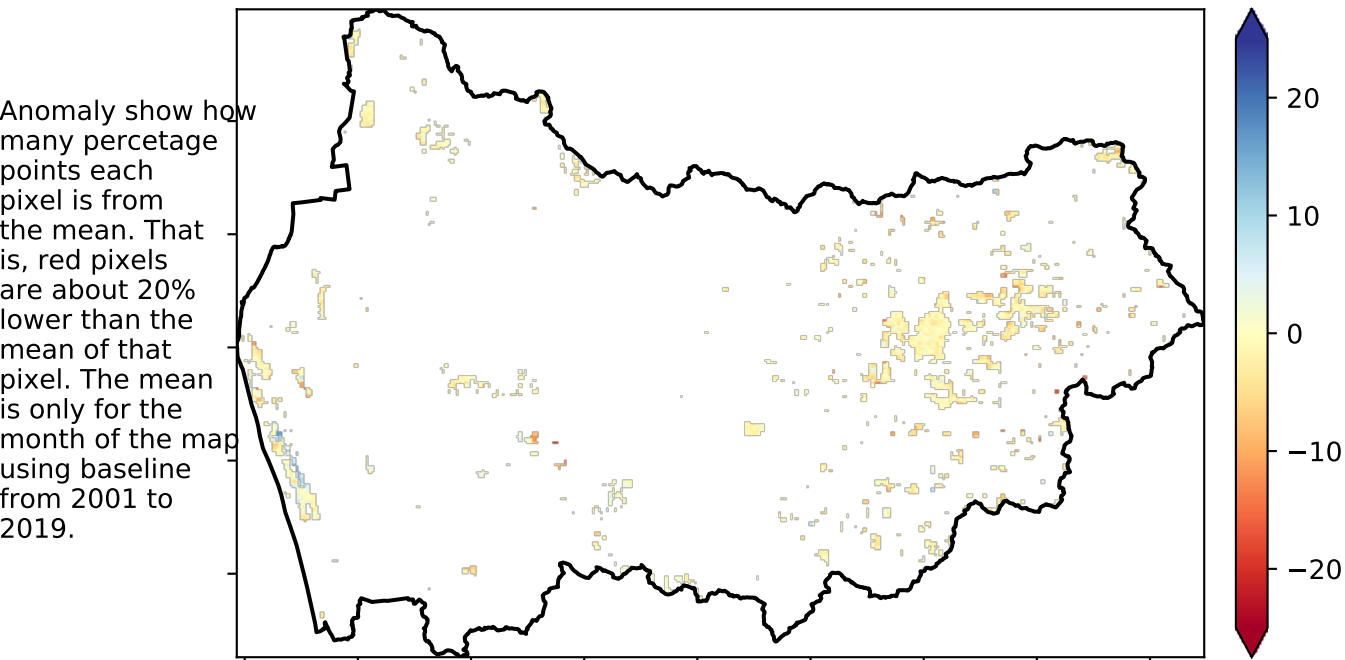 Anomaly show how
many percetage
points each
pixel is from
the mean. That
is, red pixels
are about 20%
lower than the
mean of that
pixel. The mean
is only for the
month of the map
using baseline
from 2001 to
2019.
20
10
0
−10
−20